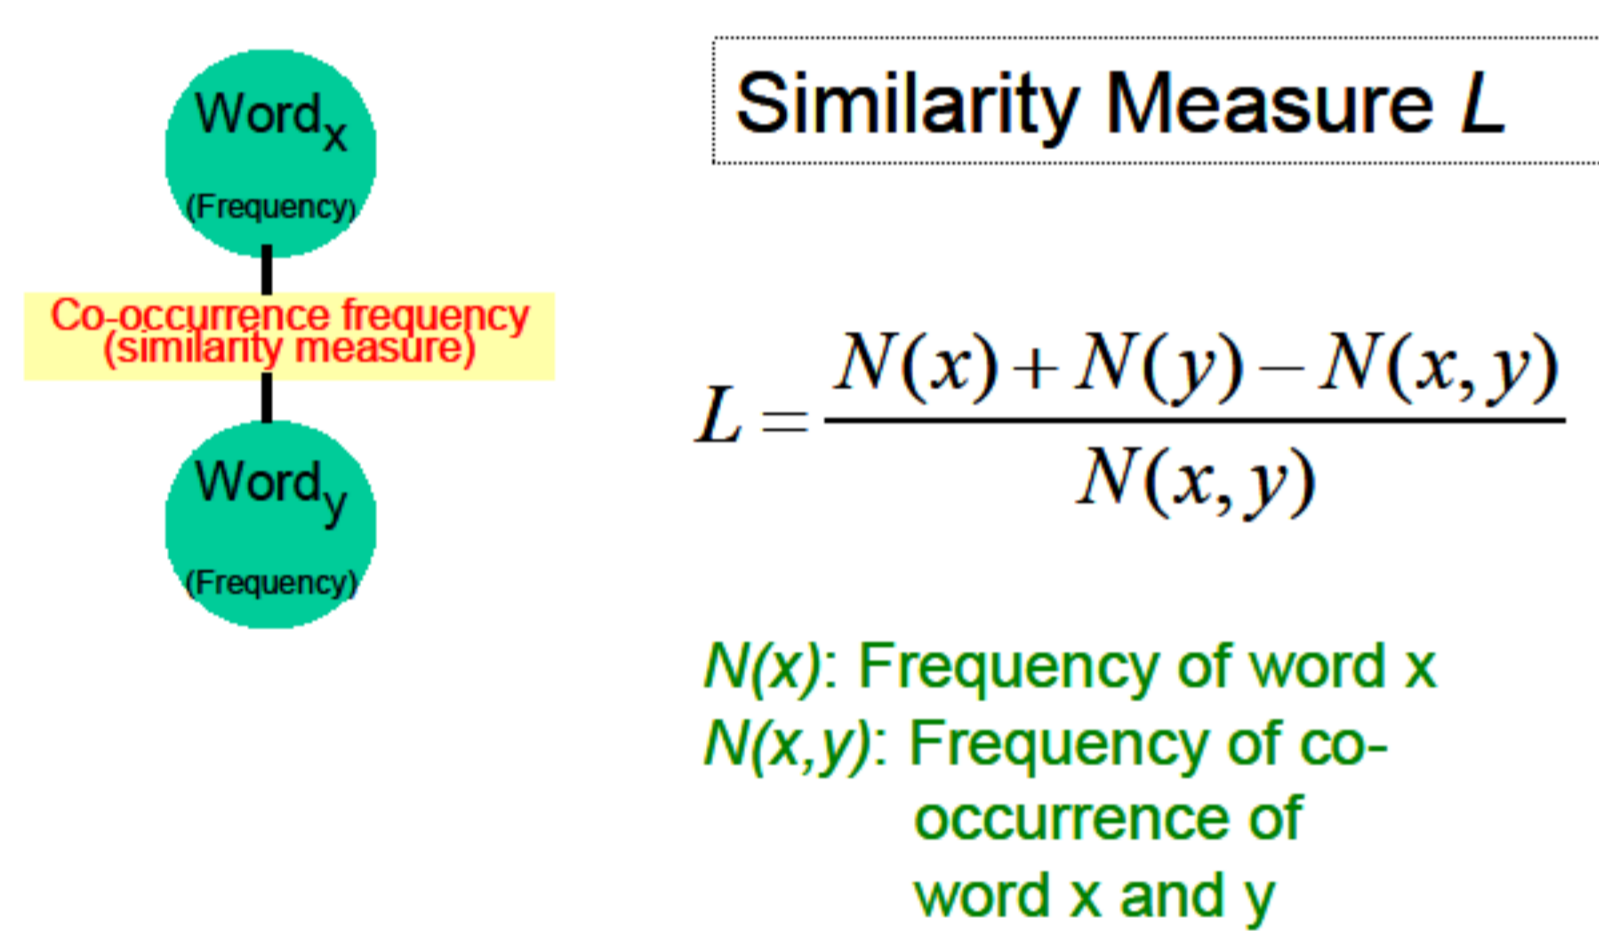 Word_x
(Frequency)
Co-occurrence frequency
(similarity measure)
Word_y
(Frequency)
Similarity Measure L
L = \frac{N(x) + N(y) − N(x, y)}{N(x, y)}
N(x): Frequency of word x
N(x,y): Frequency of co-
occurrence of
word x and y